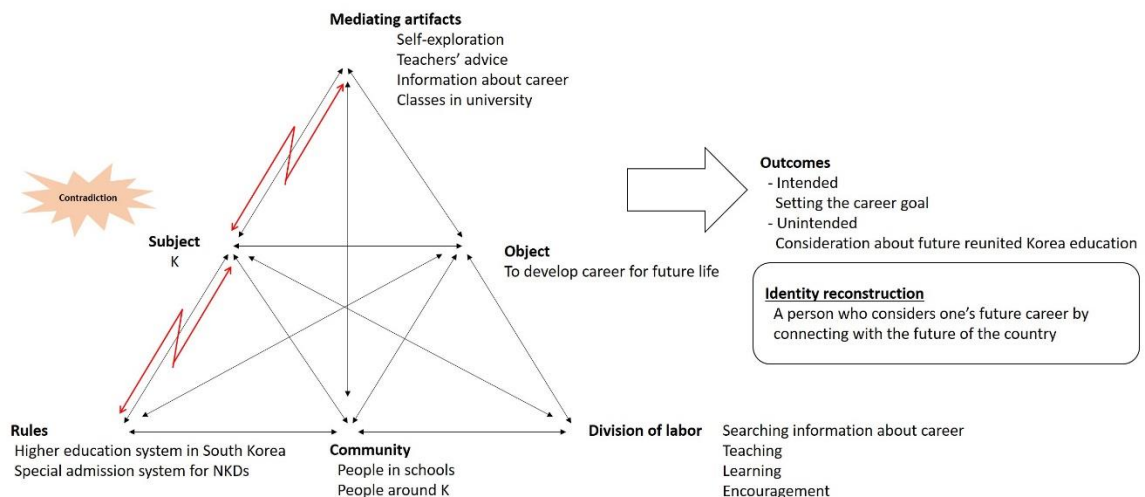 Mediating artifacts
Self-exploration
Teachers’ advice
Information about career
Classes in university
Contradiction
Subject
K
Object
To develop career for future life
Outcomes
- Intended
Setting the career goal
- Unintended
Consideration about future reunited Korea education
Identity reconstruction
A person who considers one’s future career by
connecting with the future of the country
Rules
Higher education system in South Korea
Special admission system for NKDs
Community
People in schools
People around K
Division of labor
Searching information about career
Teaching
Learning
Encouragement